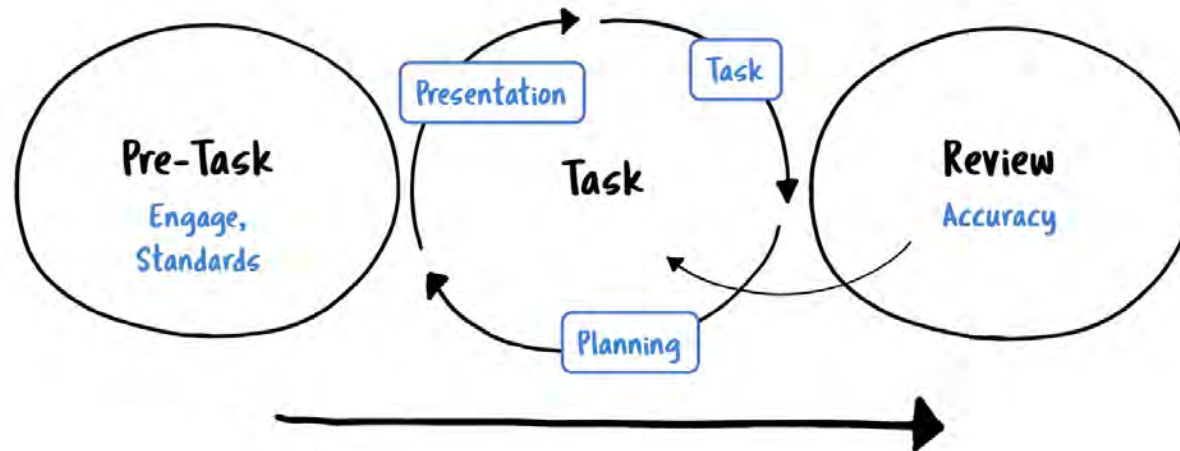 Pre-Task
Engage,
Standards
Presentation
Task
Task
Planning
Review
Accuracy